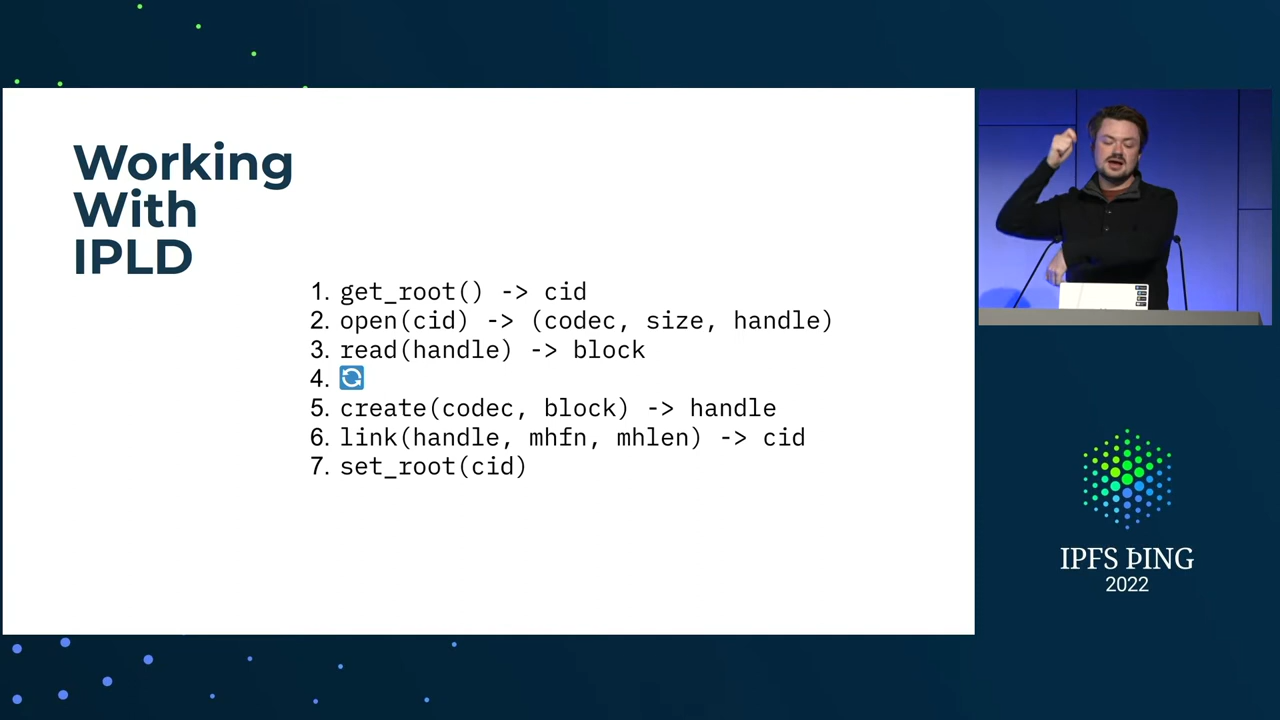 Working
With
IPLD
1. get_root() -> cid
2. open(cid) -> (codec, size, handle)
3. read(handle) -> block
4. 🔄
5. create(codec, block) -> handle
6. link(handle, mhfn, mhlen) -> cid
7. set_root(cid)
IPFS ÞING
2022